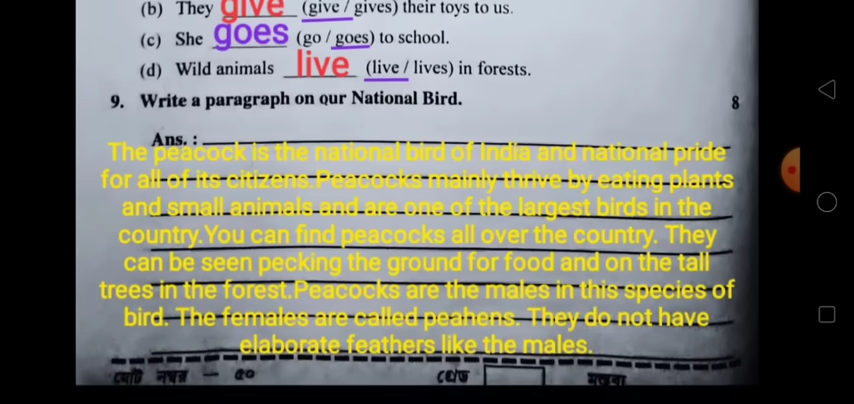 (b) They give (give / gives) their toys to us.
(c) She goes (go / goes) to school.
(d) Wild animals live (live / lives) in forests.
9. Write a paragraph on our National Bird. 8
Ans. :
The peacock is the national bird of India and national pride
for all of its citizens.Peacocks mainly thrive by eating plants
and small animals and are one of the largest birds in the
country.You can find peacocks all over the country. They
can be seen pecking the ground for food and on the tall
trees in the forest.Peacocks are the males in this species of
bird. The females are called peahens. They do not have
elaborate feathers like the males.
মুঠ নম্বৰ — ৫০